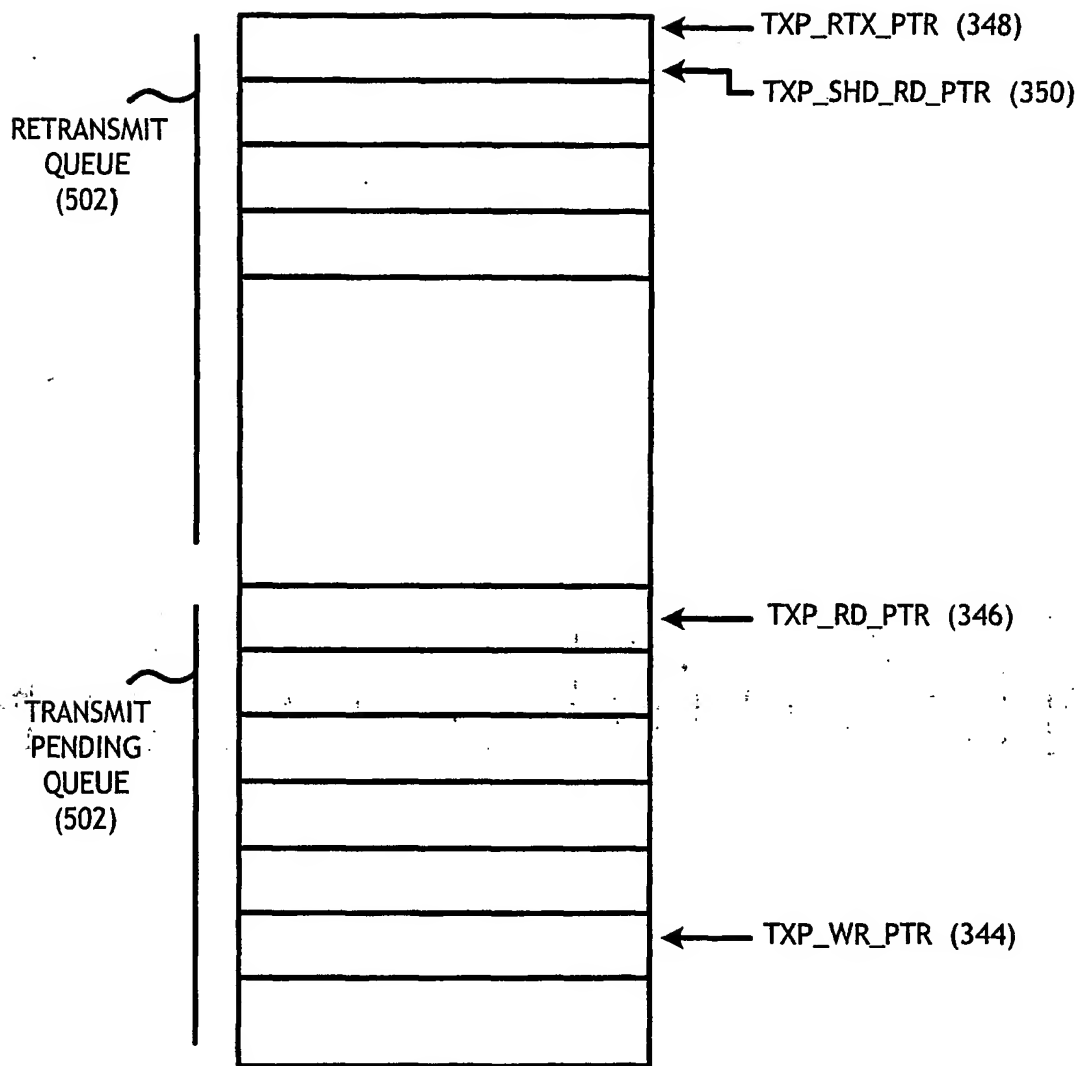 TXP_RTX_PTR (348)
TXP_SHD_RD_PTR (350)
RETRANSMIT
QUEUE
(502)
TXP_RD_PTR (346)
TRANSMIT
PENDING
QUEUE
(502)
TXP_WR_PTR (344)